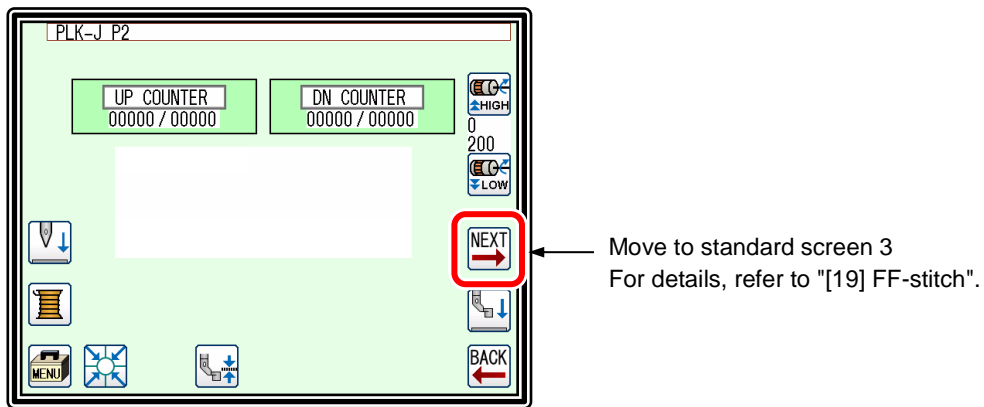 PLK-J P2
UP COUNTER
00000 / 00000
DN COUNTER
00000 / 00000
HIGH
0
200
LOW
NEXT
Move to standard screen 3
For details, refer to "[19] FF-stitch".
MENU
BACK